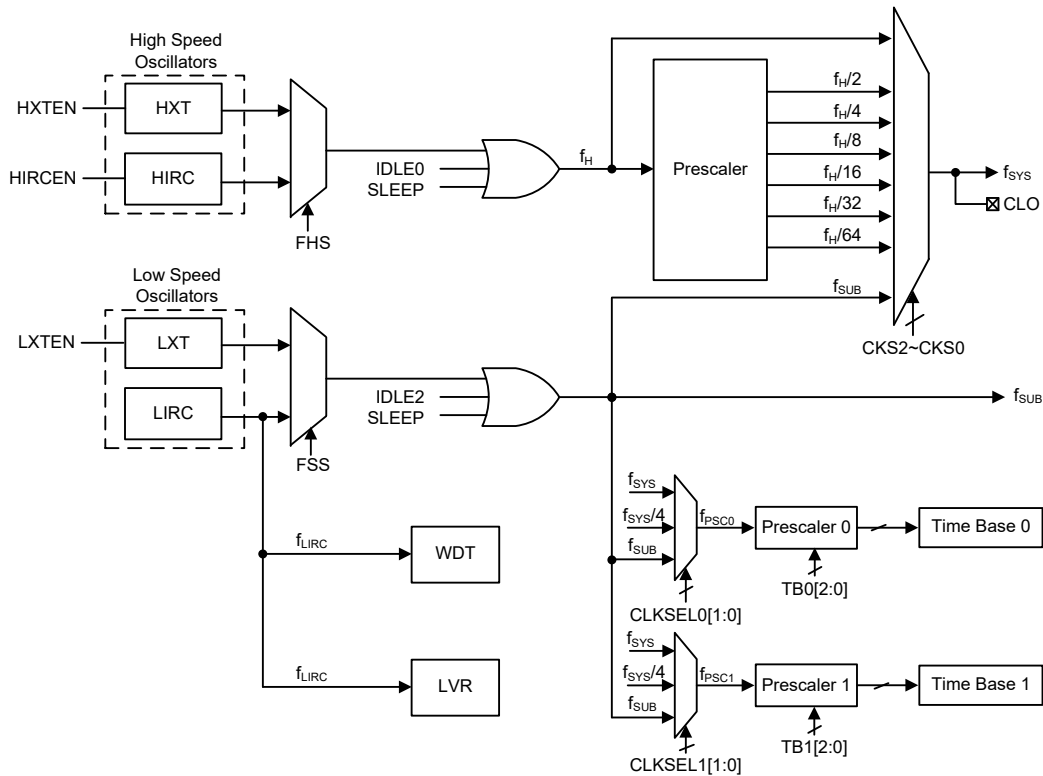 High Speed
Oscillators
HXTEN
HXT
HIRCEN
HIRC
FHS
IDLE0
SLEEP
fH
Prescaler
fH/2
fH/4
fH/8
fH/16
fH/32
fH/64
fSUB
CKS2~CKS0
fSYS
CLO
Low Speed
Oscillators
LXTEN
LXT
LIRC
FSS
IDLE2
SLEEP
fSUB
fLIRC
WDT
fLIRC
LVR
fSYS
fSYS/4
fSUB
CLKSEL0[1:0]
fPSC0
Prescaler 0
TB0[2:0]
Time Base 0
fSYS
fSYS/4
fSUB
CLKSEL1[1:0]
fPSC1
Prescaler 1
TB1[2:0]
Time Base 1